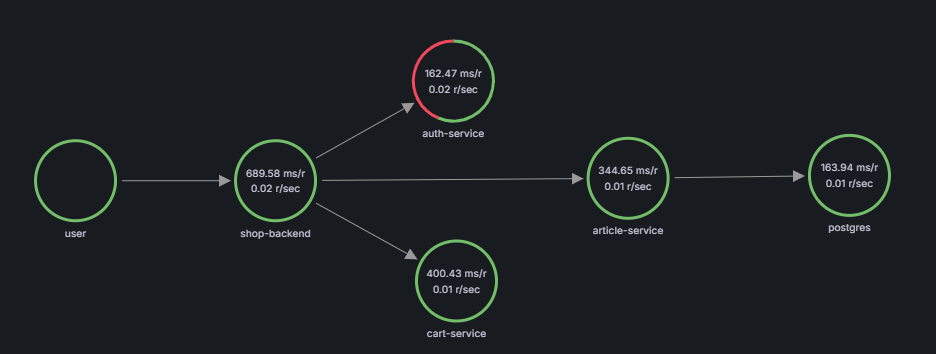 162.47 ms/r
0.02 r/sec
auth-service
user
689.58 ms/r
0.02 r/sec
shop-backend
344.65 ms/r
0.01 r/sec
article-service
163.94 ms/r
0.01 r/sec
postgres
400.43 ms/r
0.01 r/sec
cart-service